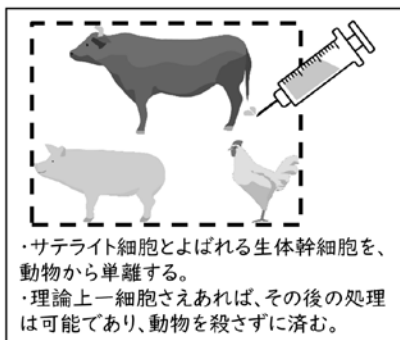 ・サテライト細胞とよばれる生体幹細胞を、
動物から単離する。
・理論上一細胞さえあれば、その後の処理
は可能であり、動物を殺さずに済む。